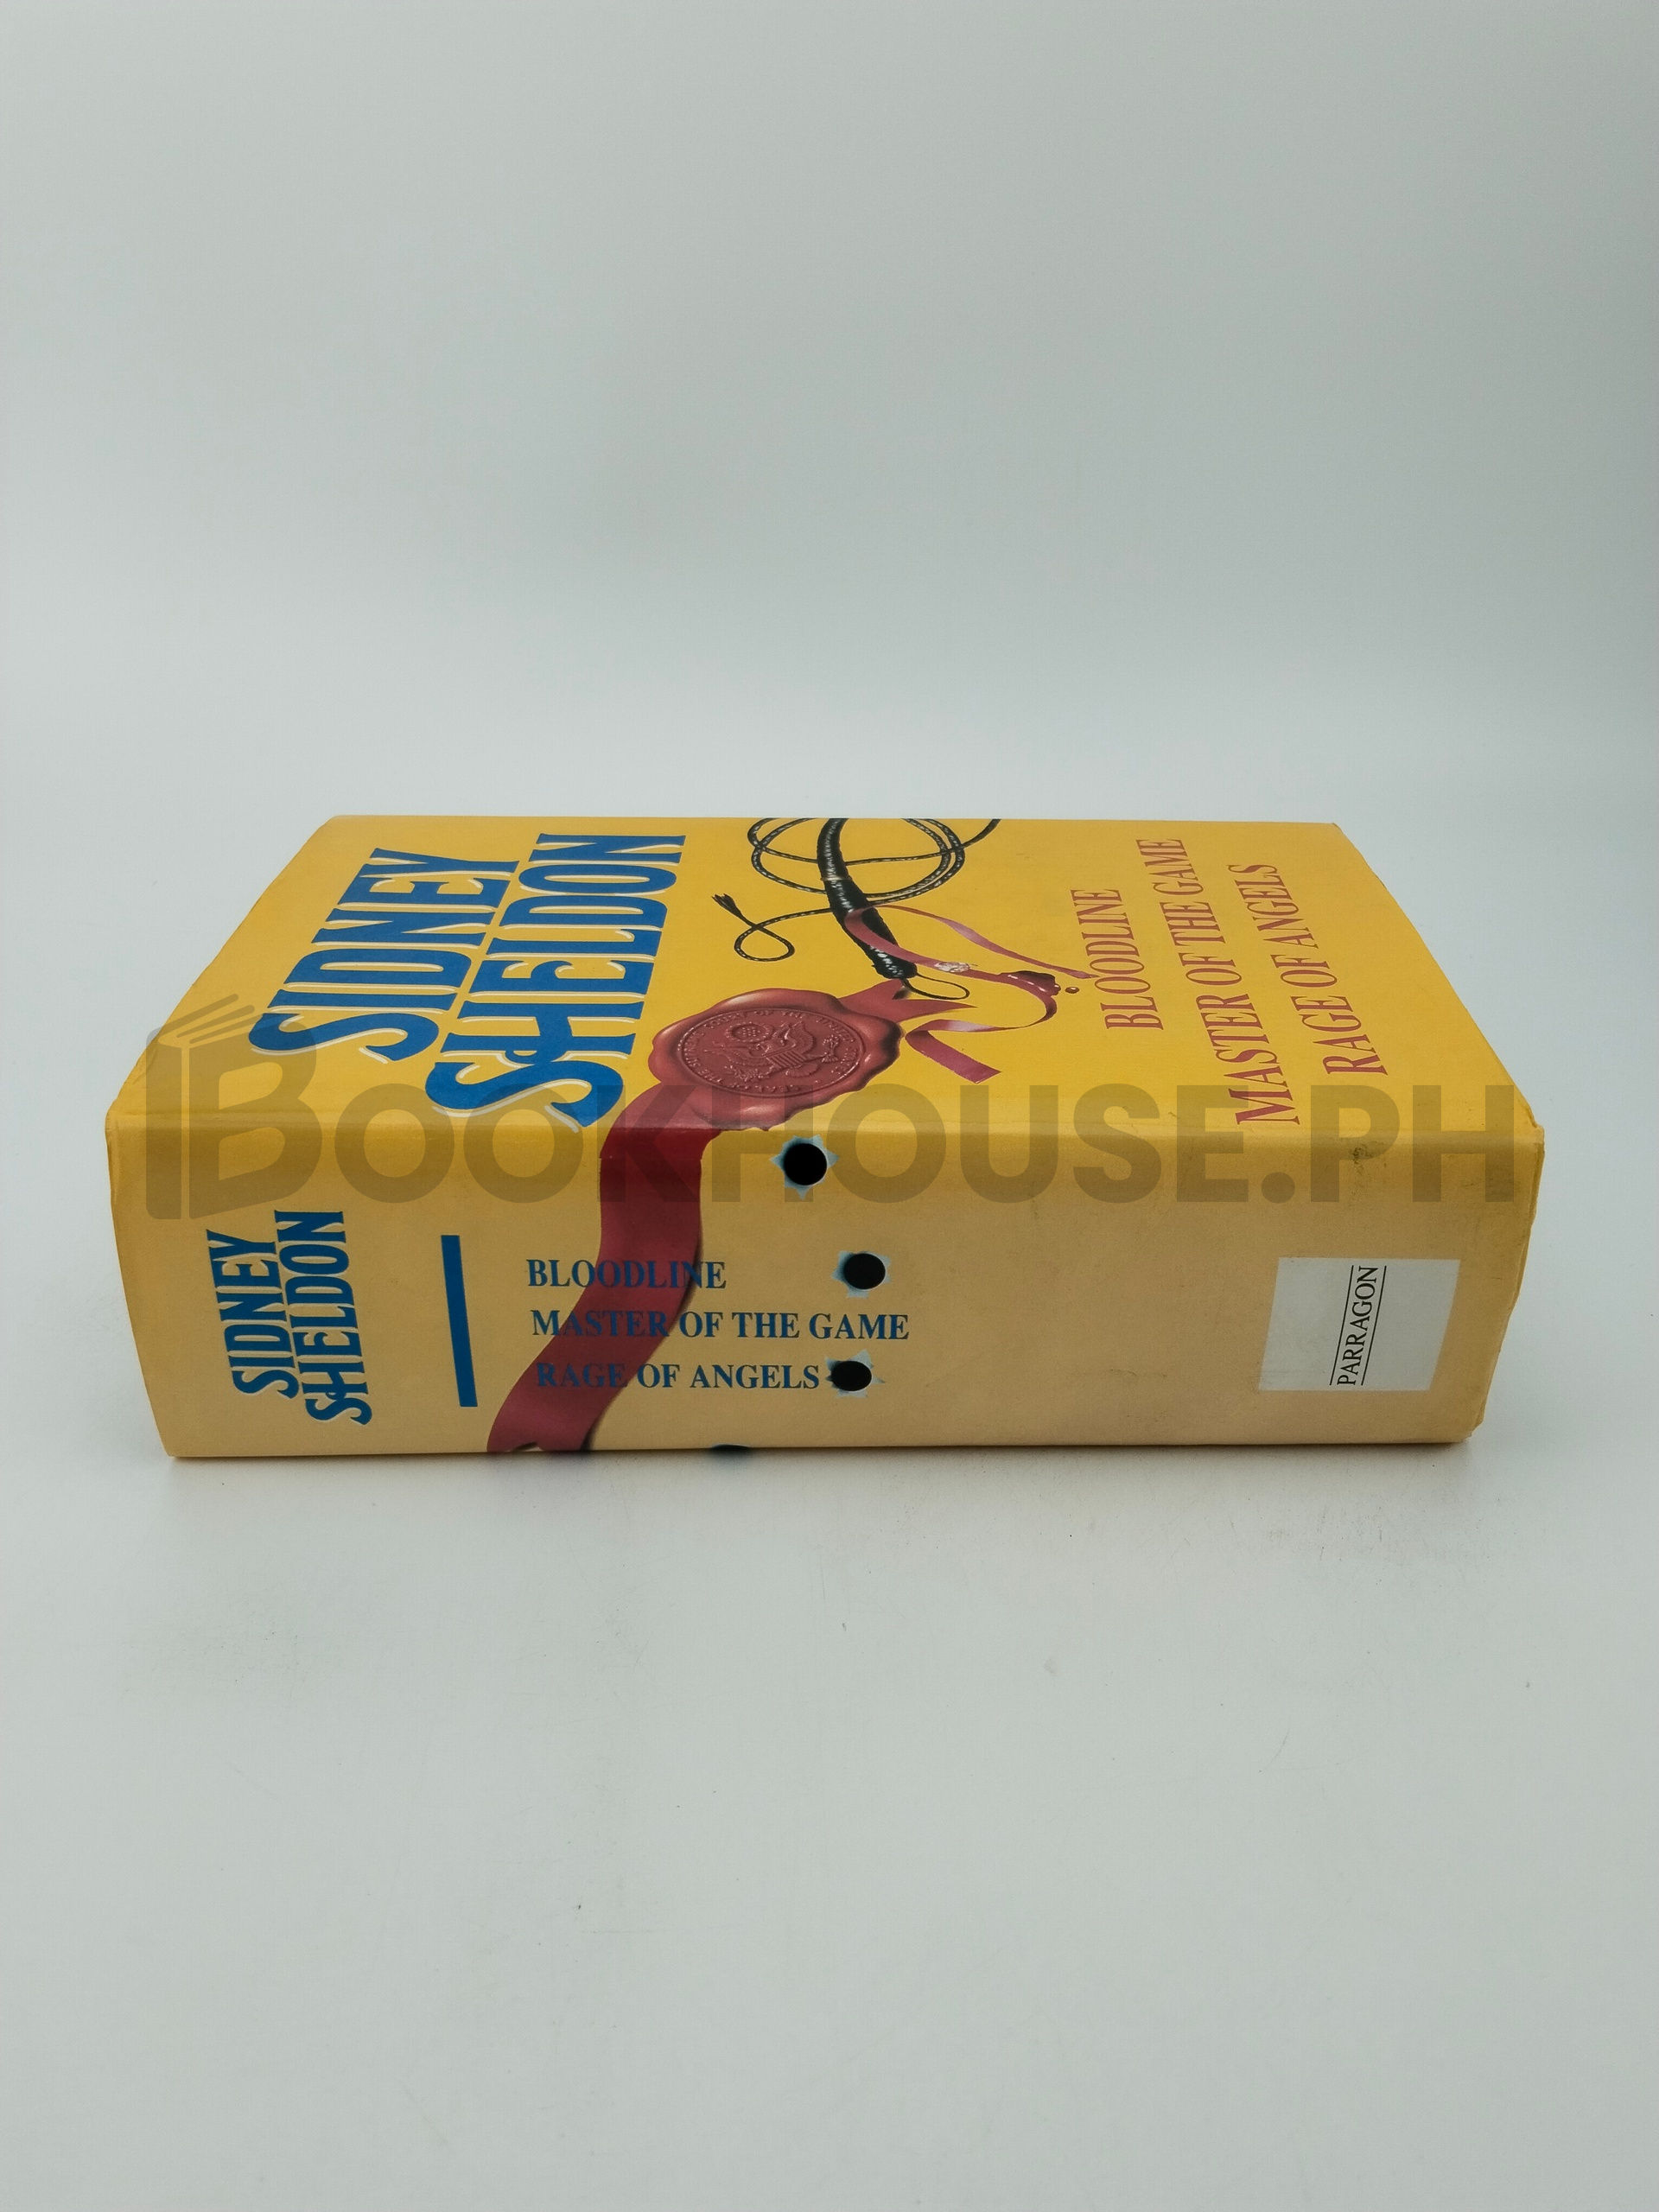 SIDNEY
SHELDON
BLOODLINE
MASTER OF THE GAME
RAGE OF ANGELS
BOOKHOUSE.PH
SIDNEY
SHELDON
BLOODLINE
MASTER OF THE GAME
RAGE OF ANGELS
PARRAGON